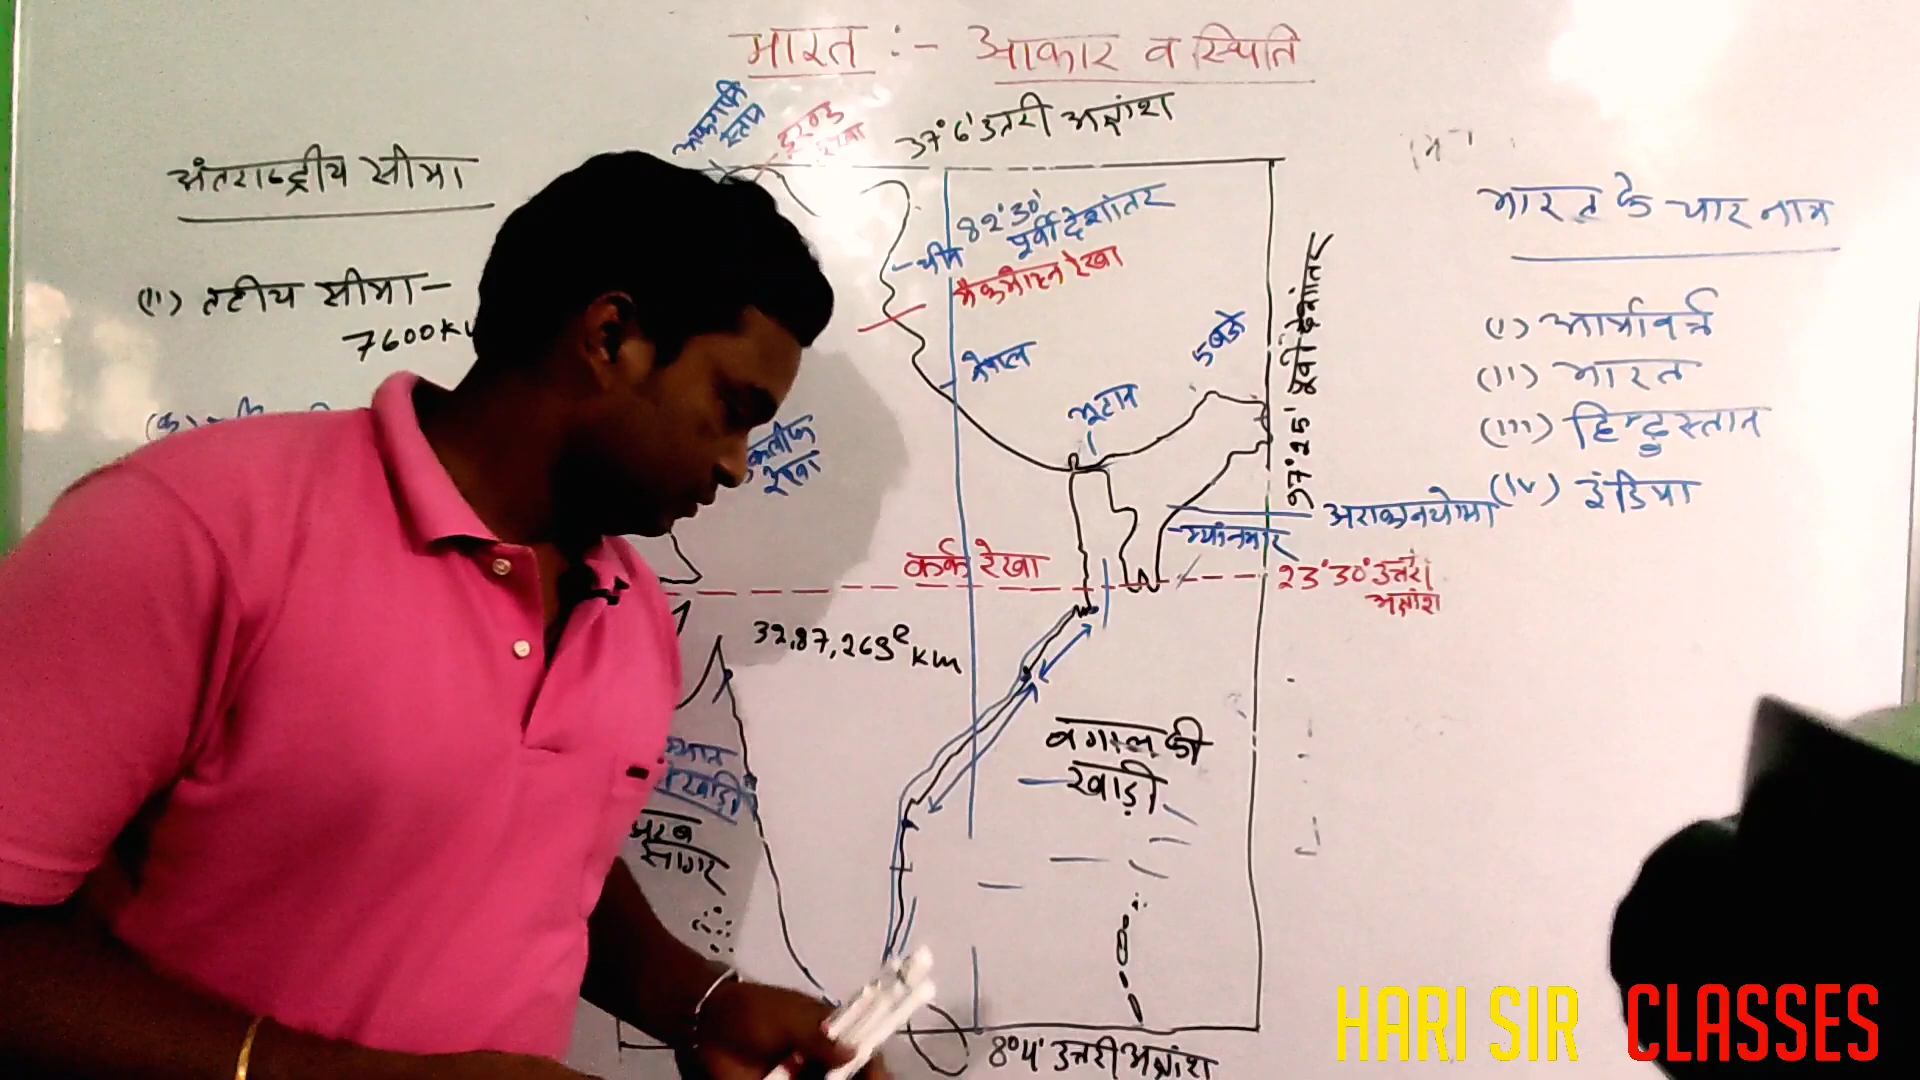 भारत :- आकार व स्थिति
37°6' उत्तरी अक्षांश
अंतराष्ट्रीय सीमा
(i) तटीय सीमा-
7600K
82°30'
पूर्वी देशांतर
-चीन
मैकमोहन रेखा
नेपाल
भूटान
97°25' पूर्वी देशांतर
भारत के चार नाम
(i) आर्यावर्त
(ii) भारत
(iii) हिन्दुस्तान
(iv) इंडिया
अराकानयोमा
म्यांनमार
कर्क रेखा
23°30' उत्तरी
अक्षांश
रेखा
32,87,263 km
बंगाल की
खाड़ी
खाड़ी
अरब
सागर
8°4' उत्तरी अक्षांश
HARI SIR CLASSES